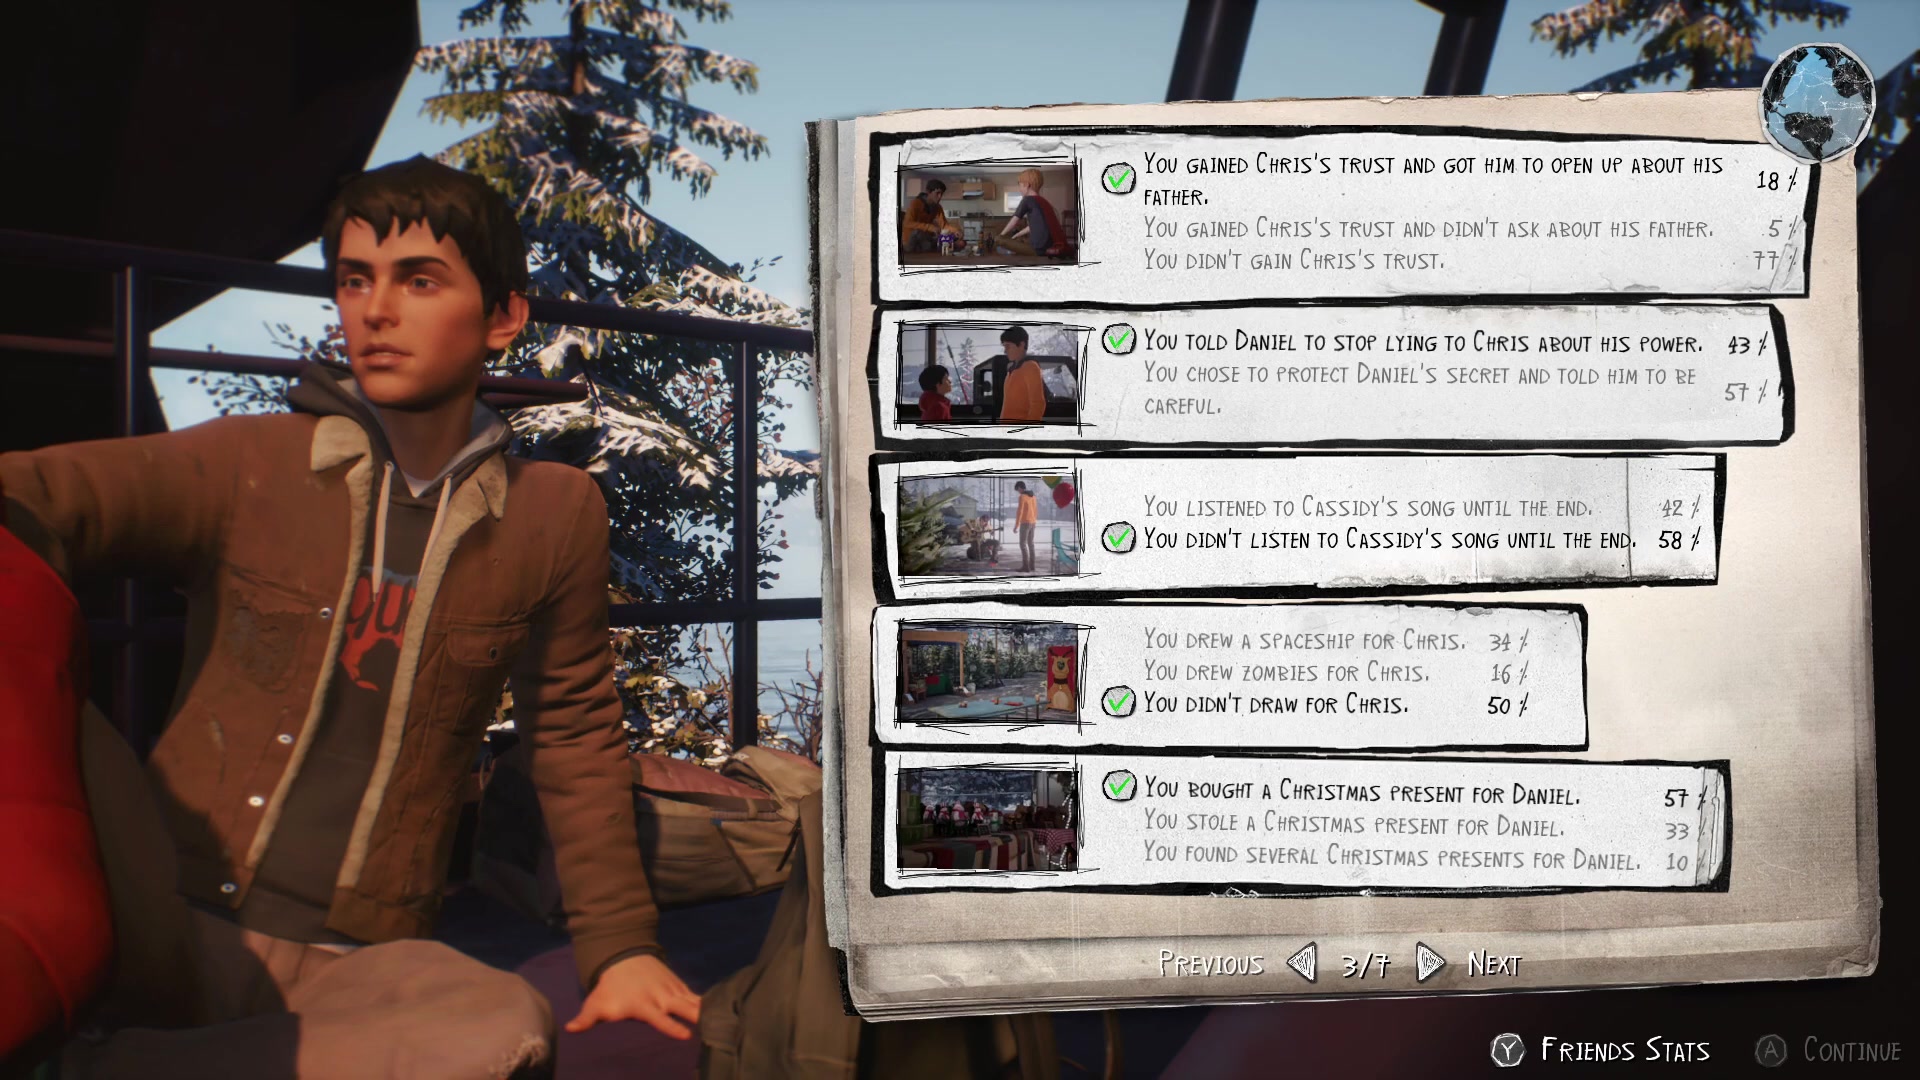 You gained Chris's trust and got him to open up about his
father.
18 %
You gained Chris's trust and didn't ask about his father. 5 %
You didn't gain Chris's trust. 77 %
You told Daniel to stop lying to Chris about his power. 43 %
You chose to protect Daniel's secret and told him to be
careful.
57 %
You listened to Cassidy's song until the end. 42 %
You didn't listen to Cassidy's song until the end. 58 %
You drew a spaceship for Chris. 34 %
You drew zombies for Chris. 16 %
You didn't draw for Chris. 50 %
You bought a Christmas present for Daniel. 57 %
You stole a Christmas present for Daniel. 33 %
You found several Christmas presents for Daniel. 10 %
Previous 3/7 Next
Y Friends Stats A Continue